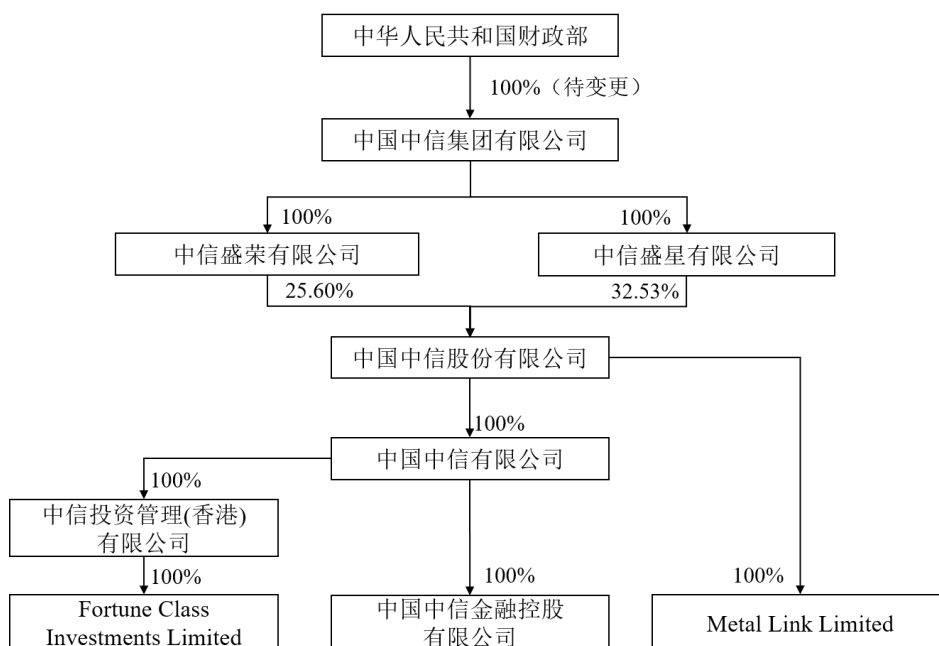 中华人民共和国财政部
100%（待变更）
中国中信集团有限公司
100%
100%
中信盛荣有限公司
中信盛星有限公司
25.60%
32.53%
中国中信股份有限公司
100%
中国中信有限公司
100%
中信投资管理(香港)
有限公司
100%
100%
100%
Fortune Class
Investments Limited
中国中信金融控股
有限公司
Metal Link Limited